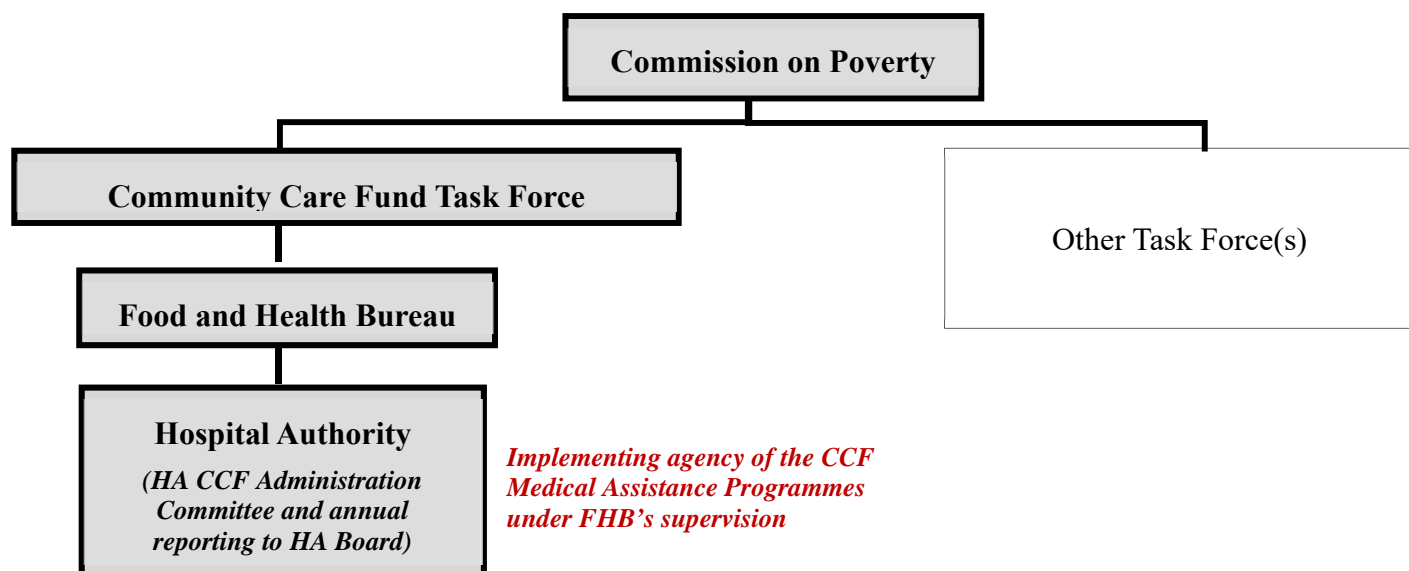 Commission on Poverty
Community Care Fund Task Force
Other Task Force(s)
Food and Health Bureau
Hospital Authority
(HA CCF Administration
Committee and annual
reporting to HA Board)
Implementing agency of the CCF
Medical Assistance Programmes
under FHB’s supervision